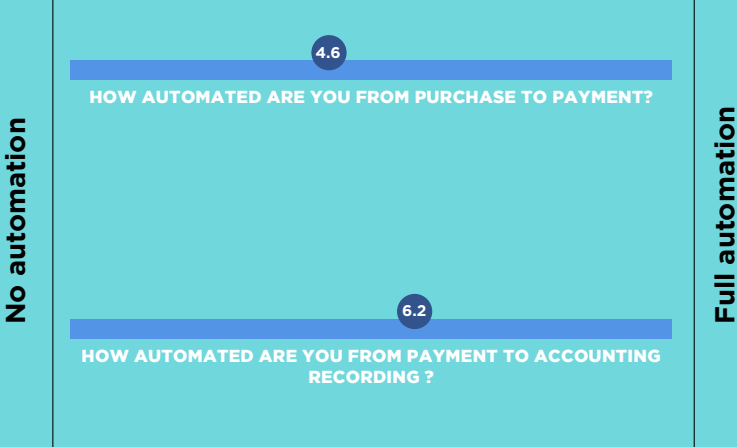 4.6
HOW AUTOMATED ARE YOU FROM PURCHASE TO PAYMENT?
No automation
Full automation
6.2
HOW AUTOMATED ARE YOU FROM PAYMENT TO ACCOUNTING
RECORDING ?